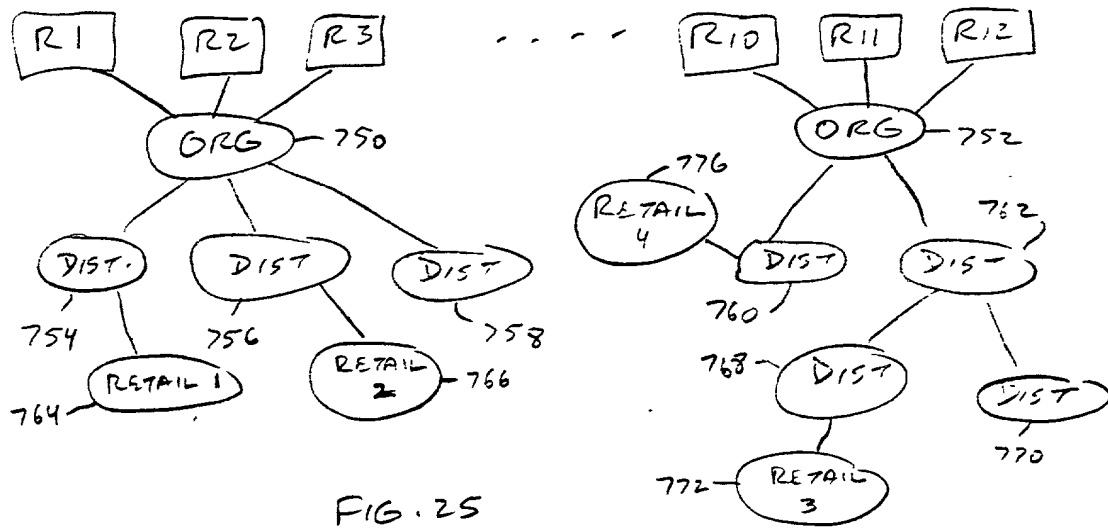 R1 R2 R3 . . . . R10 R11 R12
ORG 750
ORG 752
776
RETAIL
4
762
DIST.
DIST
DIST
DIST
DIST
754
756
758
760
RETAIL 1
764
RETAIL
2
766
768
DIST
DIST
770
772
RETAIL
3
FIG. 25